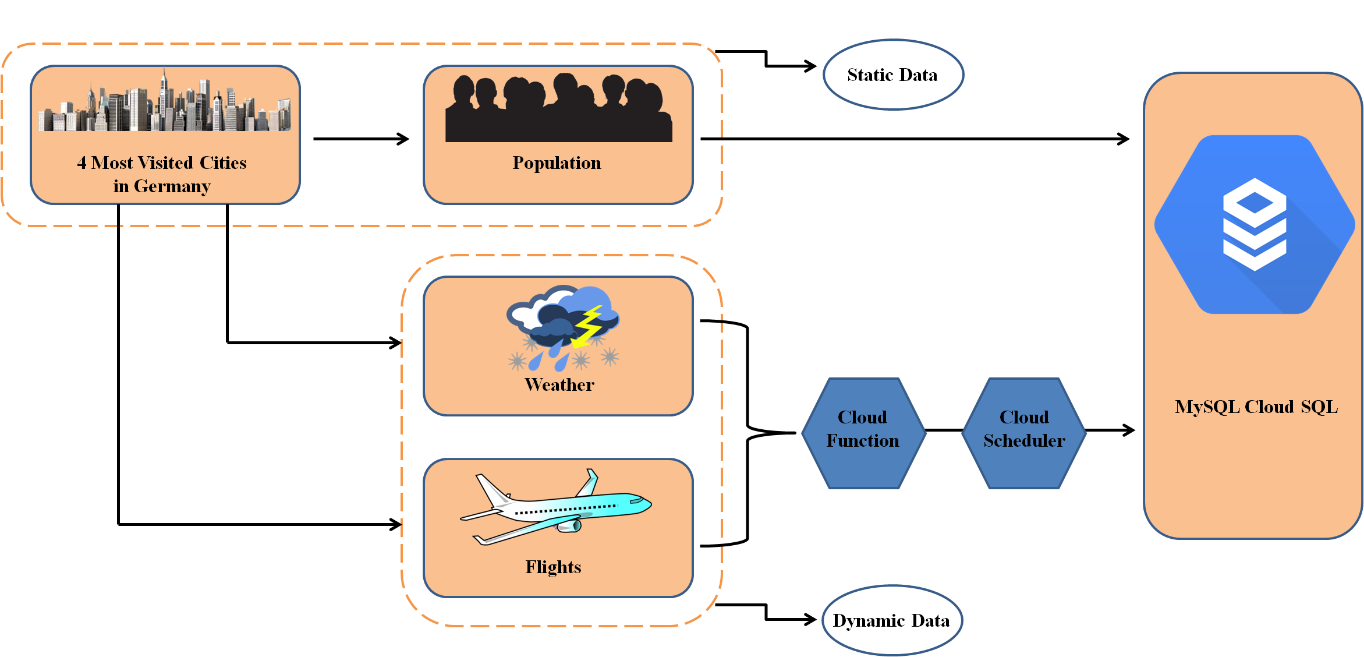 Static Data
4 Most Visited Cities
in Germany
Population
Weather
Flights
Cloud
Function
Cloud
Scheduler
MySQL Cloud SQL
Dynamic Data